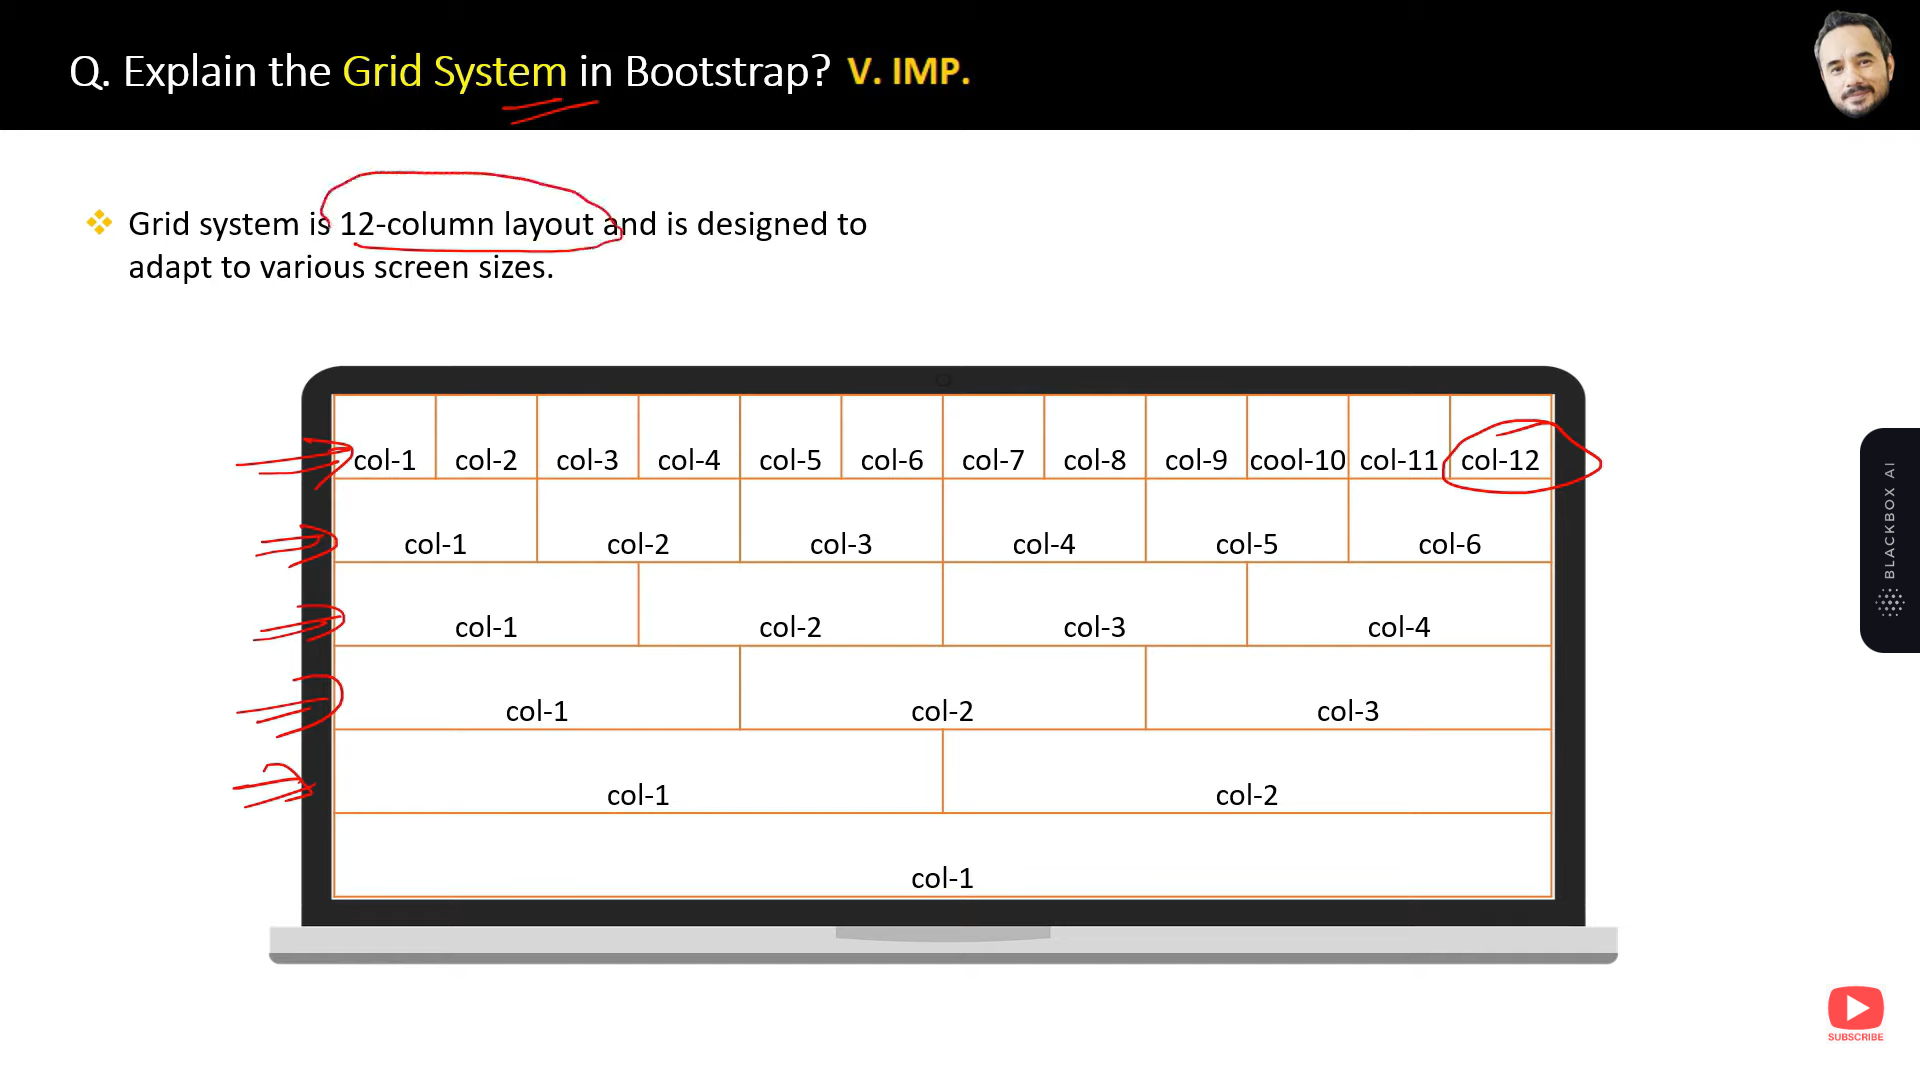 Q. Explain the Grid System in Bootstrap? V. IMP.
Grid system is 12-column layout and is designed to
adapt to various screen sizes.
col-1 col-2 col-3 col-4 col-5 col-6 col-7 col-8 col-9 cool-10 col-11 col-12
col-1 col-2 col-3 col-4 col-5 col-6
col-1 col-2 col-3 col-4
col-1 col-2 col-3
col-1 col-2
col-1
BLACKBOX AI
SUBSCRIBE